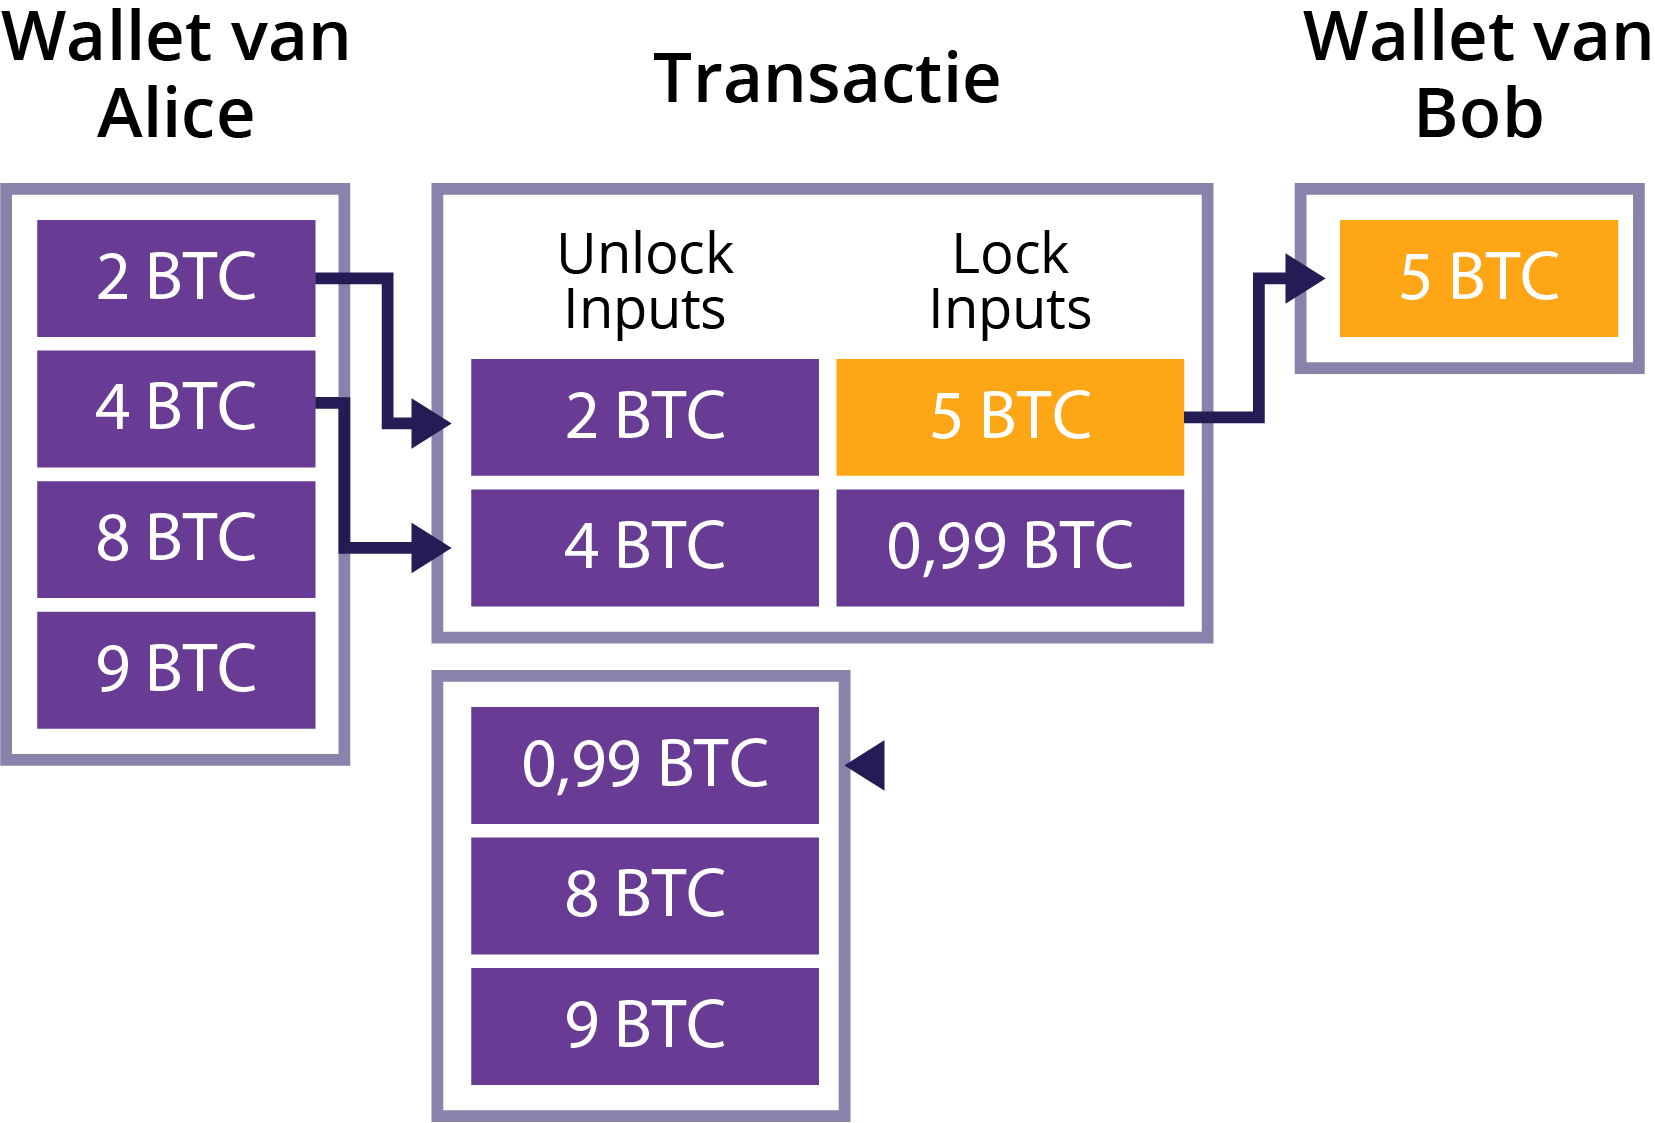 Wallet van
Alice
Transactie
Wallet van
Bob
2 BTC
4 BTC
8 BTC
9 BTC
Unlock
Inputs
Lock
Inputs
2 BTC
5 BTC
4 BTC
0,99 BTC
5 BTC
0,99 BTC
8 BTC
9 BTC